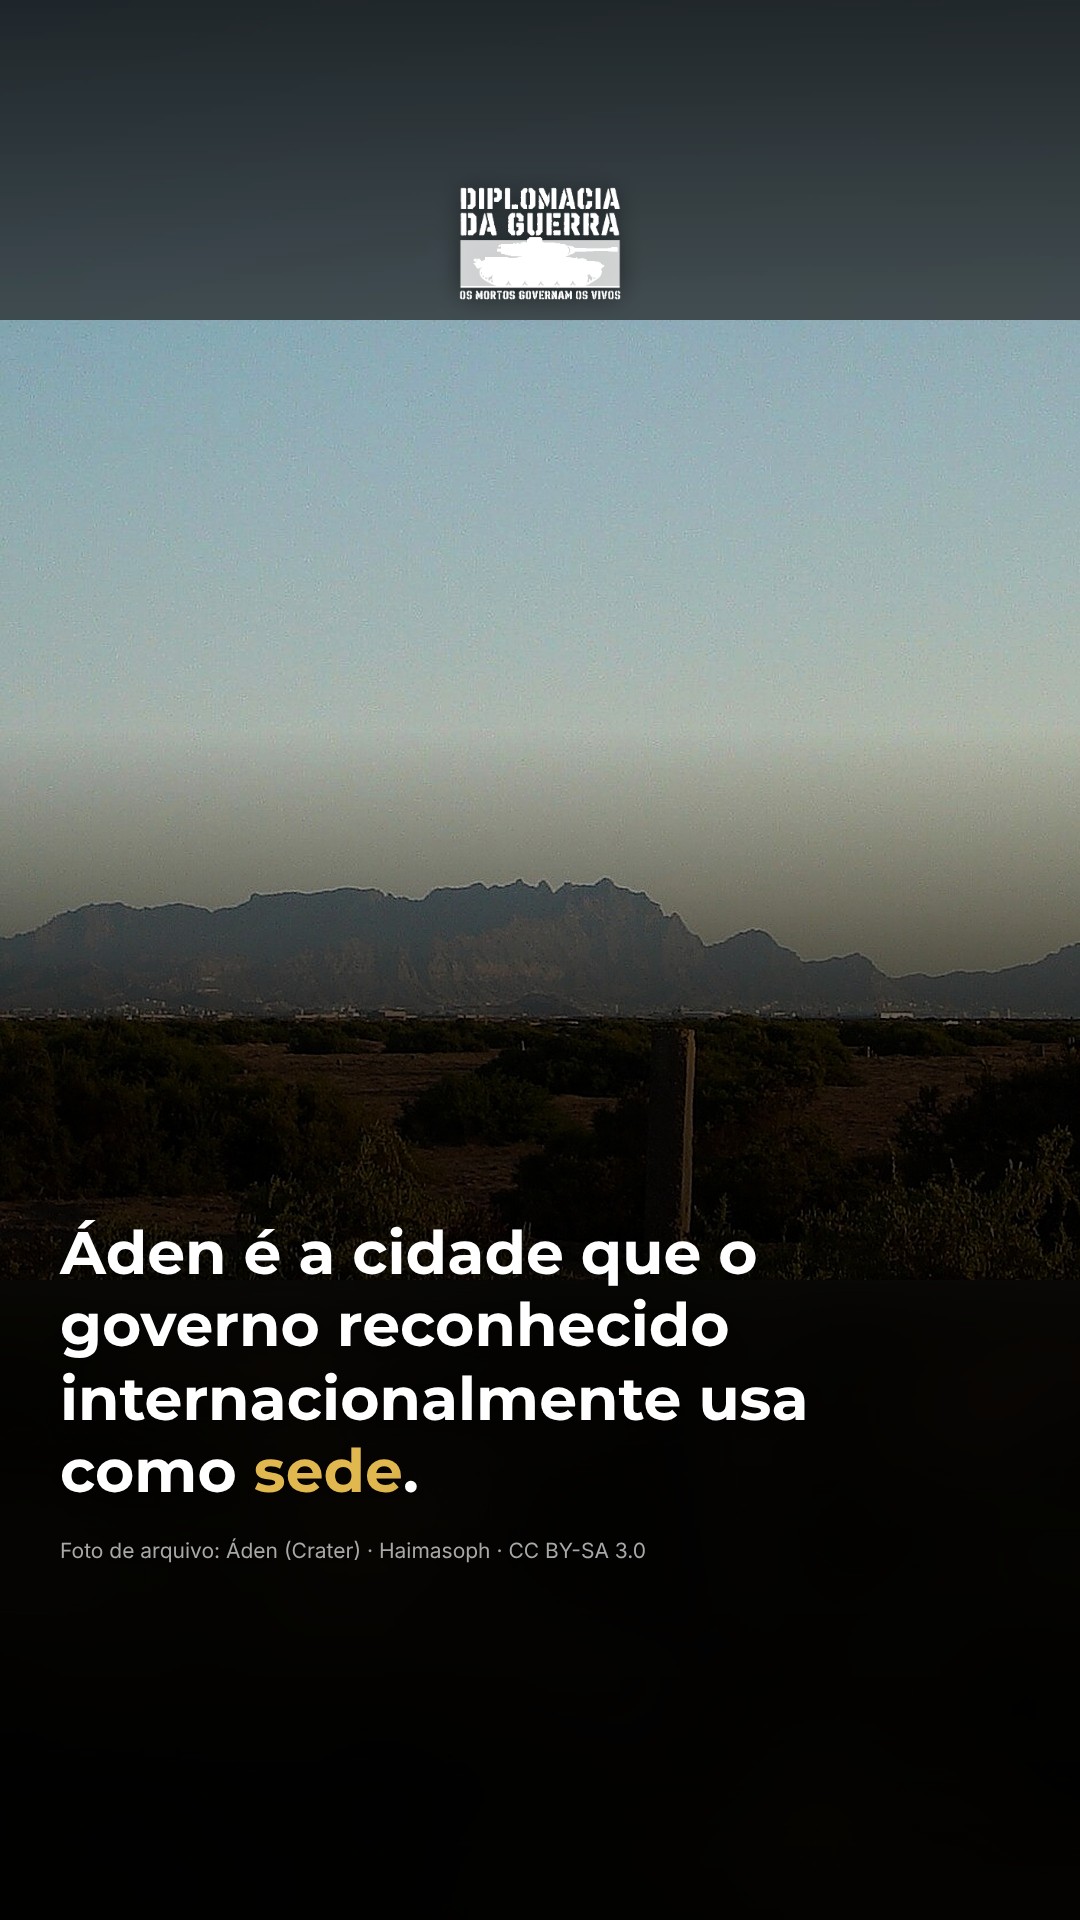 DIPLOMACIA
DA GUERRA
OS MORTOS GOVERNAM OS VIVOS
Áden é a cidade que o
governo reconhecido
internacionalmente usa
como sede.
Foto de arquivo: Áden (Crater) · Haimasoph · CC BY-SA 3.0